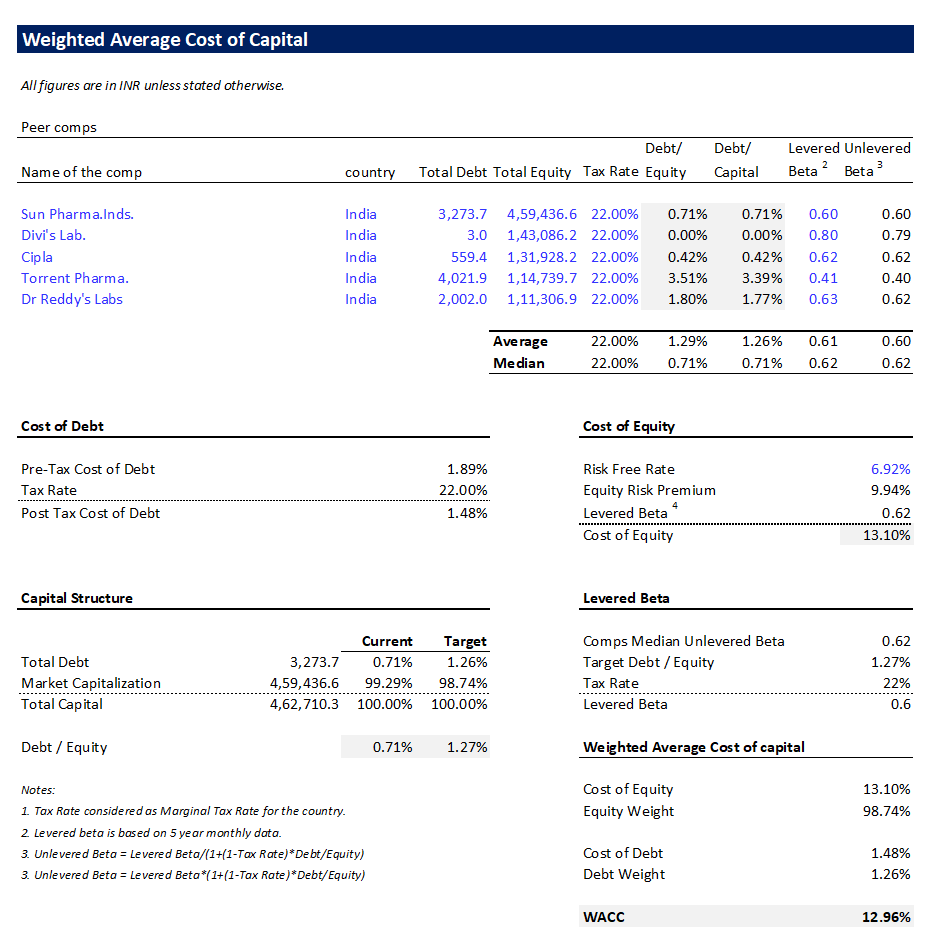 Weighted Average Cost of Capital
All figures are in INR unless stated otherwise.
Peer comps
Debt/ Debt/ Levered Unlevered
Name of the comp country Total Debt Total Equity Tax Rate Equity Capital Beta 2 Beta 3
Sun Pharma.Inds. India 3,273.7 4,59,436.6 22.00% 0.71% 0.71% 0.60 0.60
Divi's Lab. India 3.0 1,43,086.2 22.00% 0.00% 0.00% 0.80 0.79
Cipla India 559.4 1,31,928.2 22.00% 0.42% 0.42% 0.62 0.62
Torrent Pharma. India 4,021.9 1,14,739.7 22.00% 3.51% 3.39% 0.41 0.40
Dr Reddy's Labs India 2,002.0 1,11,306.9 22.00% 1.80% 1.77% 0.63 0.62
Average 22.00% 1.29% 1.26% 0.61 0.60
Median 22.00% 0.71% 0.71% 0.62 0.62
Cost of Debt
Pre-Tax Cost of Debt 1.89%
Tax Rate 22.00%
Post Tax Cost of Debt 1.48%
Cost of Equity
Risk Free Rate 6.92%
Equity Risk Premium 9.94%
Levered Beta 4 0.62
Cost of Equity 13.10%
Capital Structure
Current Target
Total Debt 3,273.7 0.71% 1.26%
Market Capitalization 4,59,436.6 99.29% 98.74%
Total Capital 4,62,710.3 100.00% 100.00%
Debt / Equity 0.71% 1.27%
Levered Beta
Comps Median Unlevered Beta 0.62
Target Debt / Equity 1.27%
Tax Rate 22%
Levered Beta 0.6
Notes:
1. Tax Rate considered as Marginal Tax Rate for the country.
2. Levered beta is based on 5 year monthly data.
3. Unlevered Beta = Levered Beta/(1+(1-Tax Rate)*Debt/Equity)
3. Unlevered Beta = Levered Beta*(1+(1-Tax Rate)*Debt/Equity)
Weighted Average Cost of capital
Cost of Equity 13.10%
Equity Weight 98.74%
Cost of Debt 1.48%
Debt Weight 1.26%
WACC 12.96%